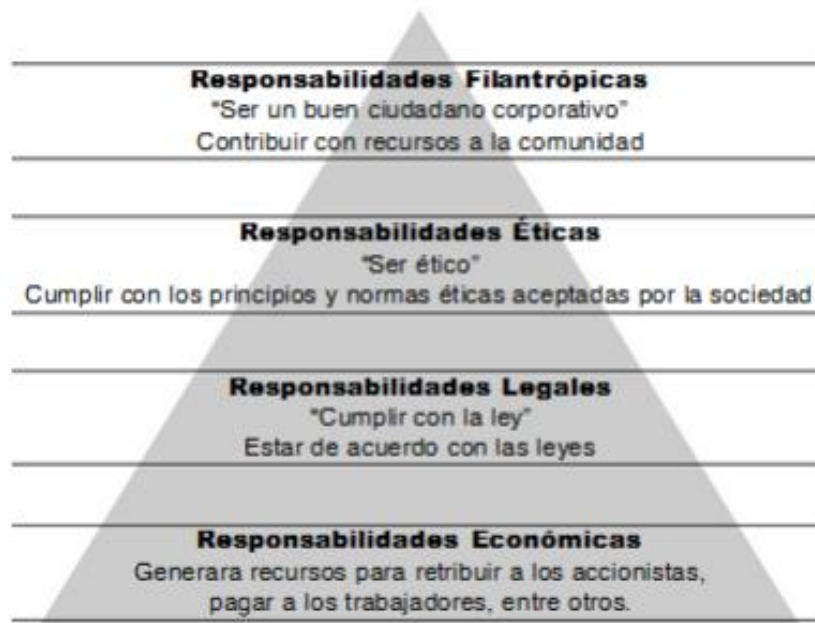 Responsabilidades Filantrópicas
"Ser un buen ciudadano corporativo"
Contribuir con recursos a la comunidad
Responsabilidades Éticas
"Ser ético"
Cumplir con los principios y normas éticas aceptadas por la sociedad
Responsabilidades Legales
"Cumplir con la ley"
Estar de acuerdo con las leyes
Responsabilidades Económicas
Generara recursos para retribuir a los accionistas,
pagar a los trabajadores, entre otros.